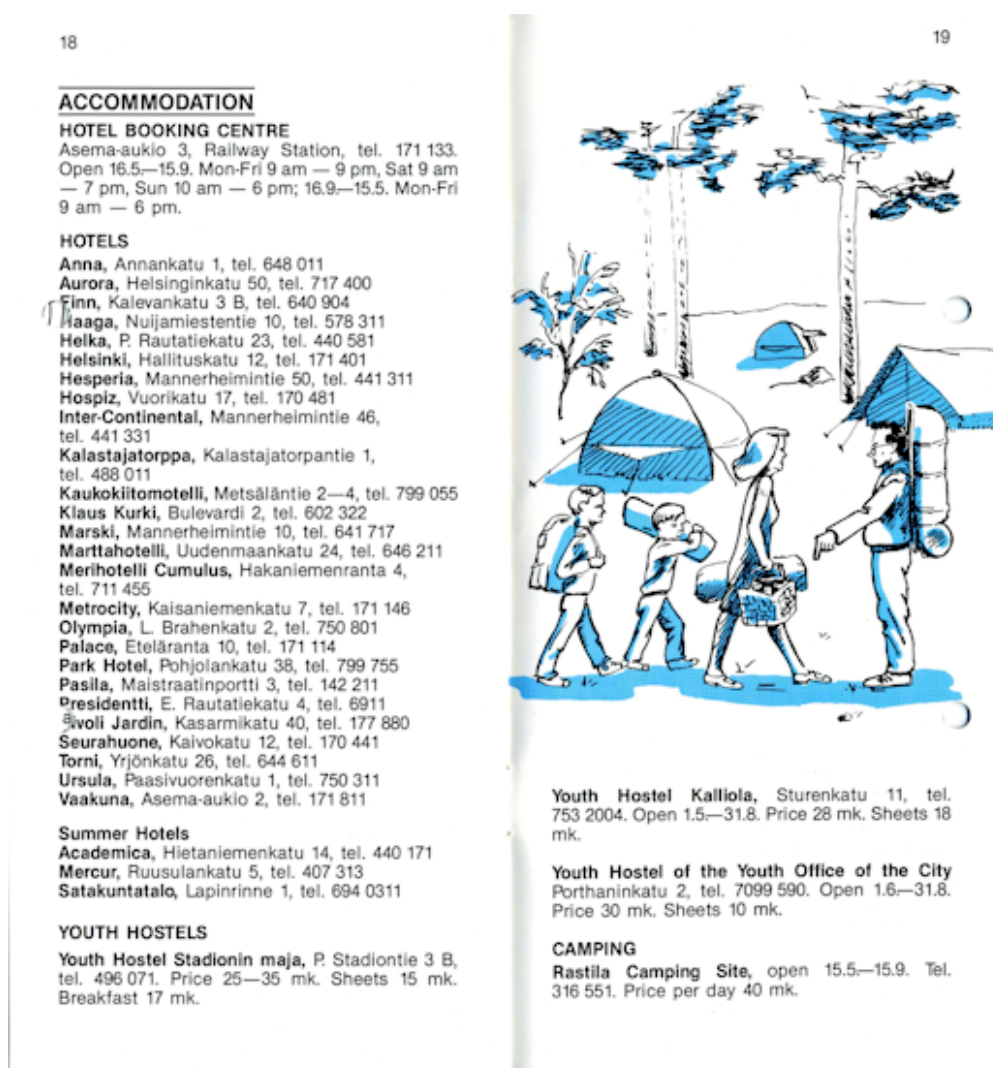 18
ACCOMMODATION
HOTEL BOOKING CENTRE
Asema-aukio 3, Railway Station, tel. 171 133.
Open 16.5.—15.9. Mon-Fri 9 am — 9 pm, Sat 9 am
— 7 pm, Sun 10 am — 6 pm; 16.9.—15.5. Mon-Fri
9 am — 6 pm.
HOTELS
Anna, Annankatu 1, tel. 648 011
Aurora, Helsinginkatu 50, tel. 717 400
Finn, Kalevankatu 3 B, tel. 640 904
Haaga, Nuijamiestentie 10, tel. 578 311
Helka, P. Rautatiekatu 23, tel. 440 581
Helsinki, Hallituskatu 12, tel. 171 401
Hesperia, Mannerheimintie 50, tel. 441 311
Hospiz, Vuorikatu 17, tel. 170 481
Inter-Continental, Mannerheimintie 46,
tel. 441 331
Kalastajatorppa, Kalastajatorpantie 1,
tel. 488 011
Kaukokiitomotelli, Metsäläntie 2—4, tel. 799 055
Klaus Kurki, Bulevardi 2, tel. 602 322
Marski, Mannerheimintie 10, tel. 641 717
Marttahotelli, Uudenmaankatu 24, tel. 646 211
Merihotelli Cumulus, Hakaniemenranta 4,
tel. 711 455
Metrocity, Kaisaniemenkatu 7, tel. 171 146
Olympia, L. Brahenkatu 2, tel. 750 801
Palace, Eteläranta 10, tel. 171 114
Park Hotel, Pohjolankatu 38, tel. 799 755
Pasila, Maistraatinportti 3, tel. 142 211
Presidentti, E. Rautatiekatu 4, tel. 6911
Rivoli Jardin, Kasarmikatu 40, tel. 177 880
Seurahuone, Kaivokatu 12, tel. 170 441
Torni, Yrjönkatu 26, tel. 644 611
Ursula, Paasivuorenkatu 1, tel. 750 311
Vaakuna, Asema-aukio 2, tel. 171 811
Summer Hotels
Academica, Hietaniemenkatu 14, tel. 440 171
Mercur, Ruusulankatu 5, tel. 407 313
Satakuntatalo, Lapinrinne 1, tel. 694 0311
YOUTH HOSTELS
Youth Hostel Stadionin maja, P. Stadiontie 3 B,
tel. 496 071. Price 25—35 mk. Sheets 15 mk.
Breakfast 17 mk.
19
Youth Hostel Kalliola, Sturenkatu 11, tel.
753 2004. Open 1.5.—31.8. Price 28 mk. Sheets 18
mk.
Youth Hostel of the Youth Office of the City
Porthaninkatu 2, tel. 7099 590. Open 1.6.—31.8.
Price 30 mk. Sheets 10 mk.
CAMPING
Rastila Camping Site, open 15.5.—15.9. Tel.
316 551. Price per day 40 mk.